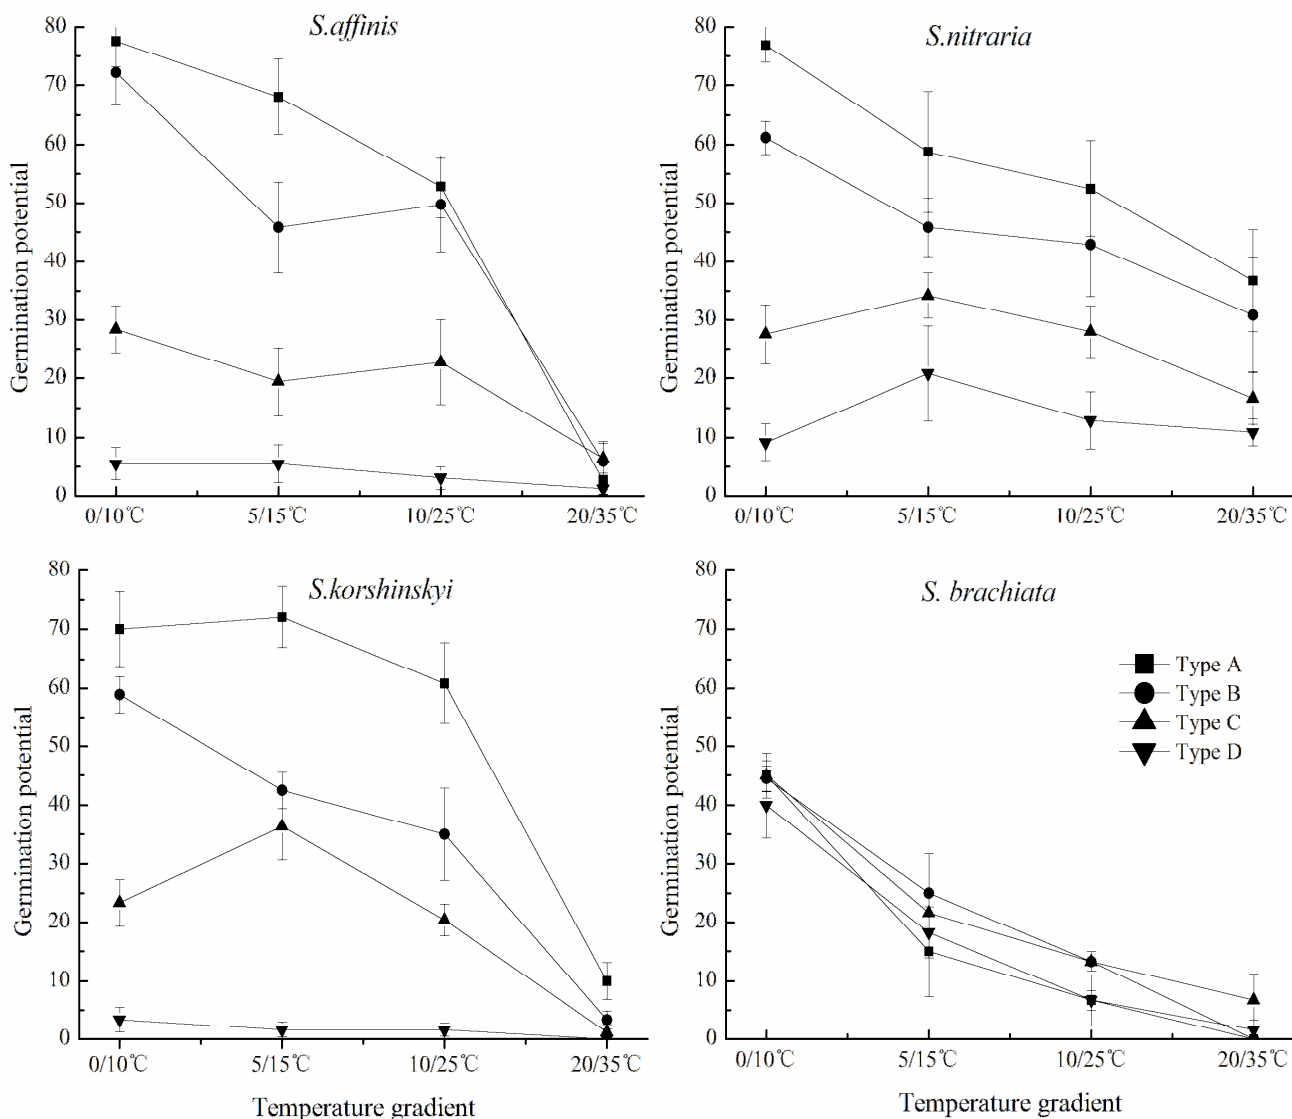 S.affinis
Germination potential
80
70
60
50
40
30
20
10
0
0/10℃ 5/15℃ 10/25℃ 20/35℃
S.nitraria
Germination potential
80
70
60
50
40
30
20
10
0
0/10℃ 5/15℃ 10/25℃ 20/35℃
S.korshinskyi
Germination potential
80
70
60
50
40
30
20
10
0
0/10℃ 5/15℃ 10/25℃ 20/35℃
Temperature gradient
S. brachiata
Type A
Type B
Type C
Type D
Germination potential
80
70
60
50
40
30
20
10
0
0/10℃ 5/15℃ 10/25℃ 20/35℃
Temperature gradient